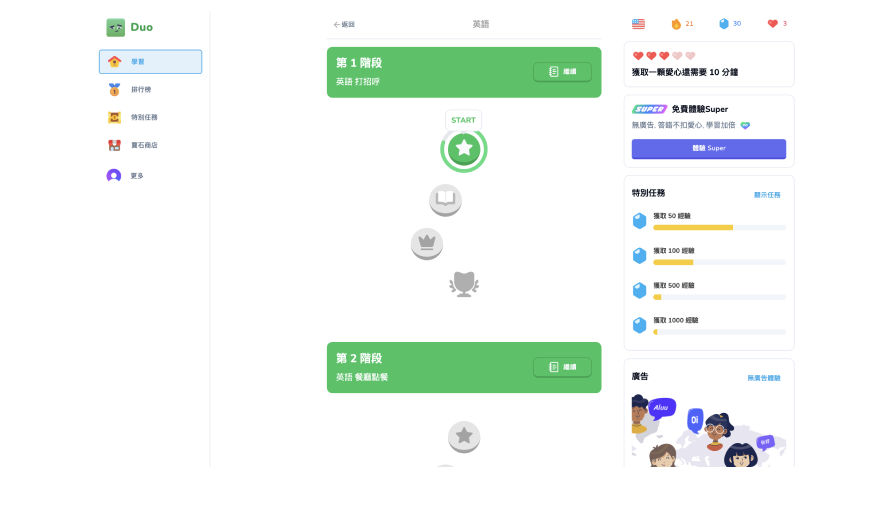 Duo
學習
排行榜
特別任務
寶石商店
更多
返回
英語
第 1 階段
英語 打招呼
繼續
START
第 2 階段
英語 餐廳點餐
繼續
21
30
3
獲取一顆愛心還需要 10 分鐘
SUPER 免費體驗Super
無廣告, 答錯不扣愛心, 學習加倍
體驗 Super
特別任務
顯示任務
獲取 50 經驗
獲取 100 經驗
獲取 500 經驗
獲取 1000 經驗
廣告
無廣告體驗
Aluu
Oi